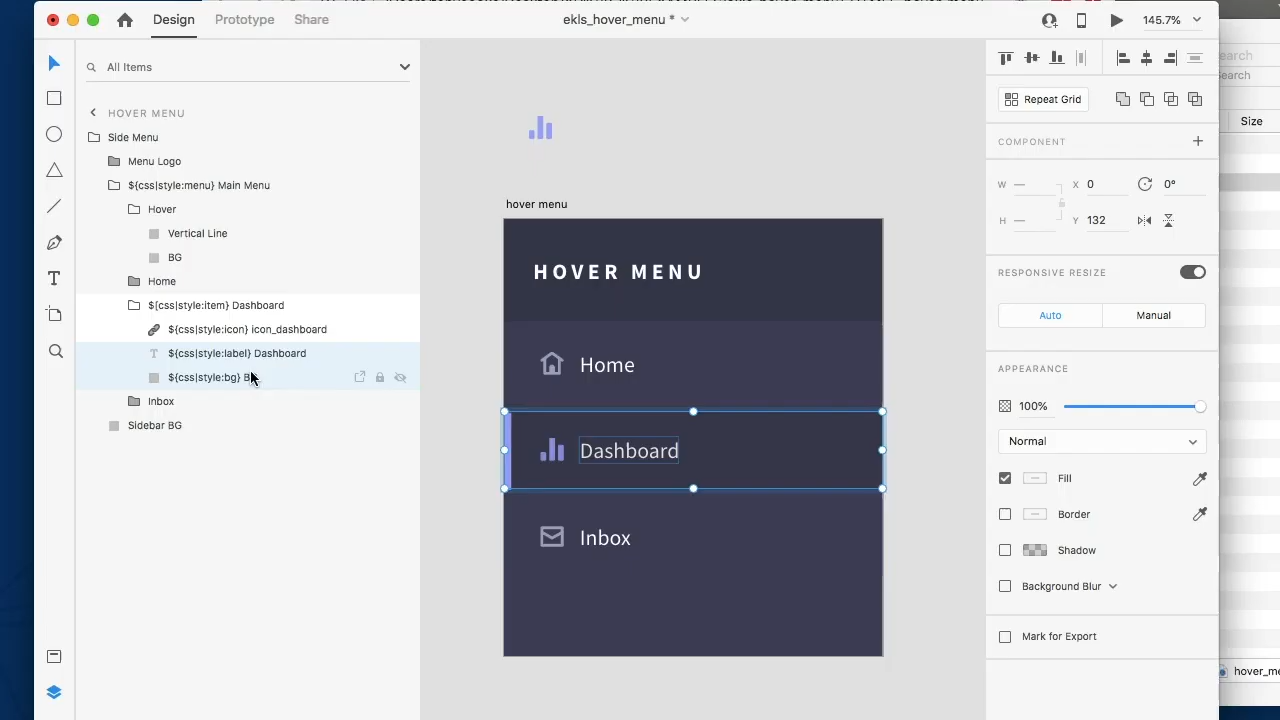 Design
Prototype
Share
ekls_hover_menu *
145.7%
All Items
HOVER MENU
Side Menu
Menu Logo
${css|style:menu} Main Menu
Hover
Vertical Line
BG
Home
${css|style:item} Dashboard
${css|style:icon} icon_dashboard
T ${css|style:label} Dashboard
${css|style:bg}
Inbox
Sidebar BG
hover menu
HOVER MENU
Home
Dashboard
Inbox
Repeat Grid
COMPONENT
W — X 0 0°
H — Y 132
RESPONSIVE RESIZE
Auto Manual
APPEARANCE
100%
Normal
Fill
Border
Shadow
Background Blur
Mark for Export
earch
Search
Size
hover_me